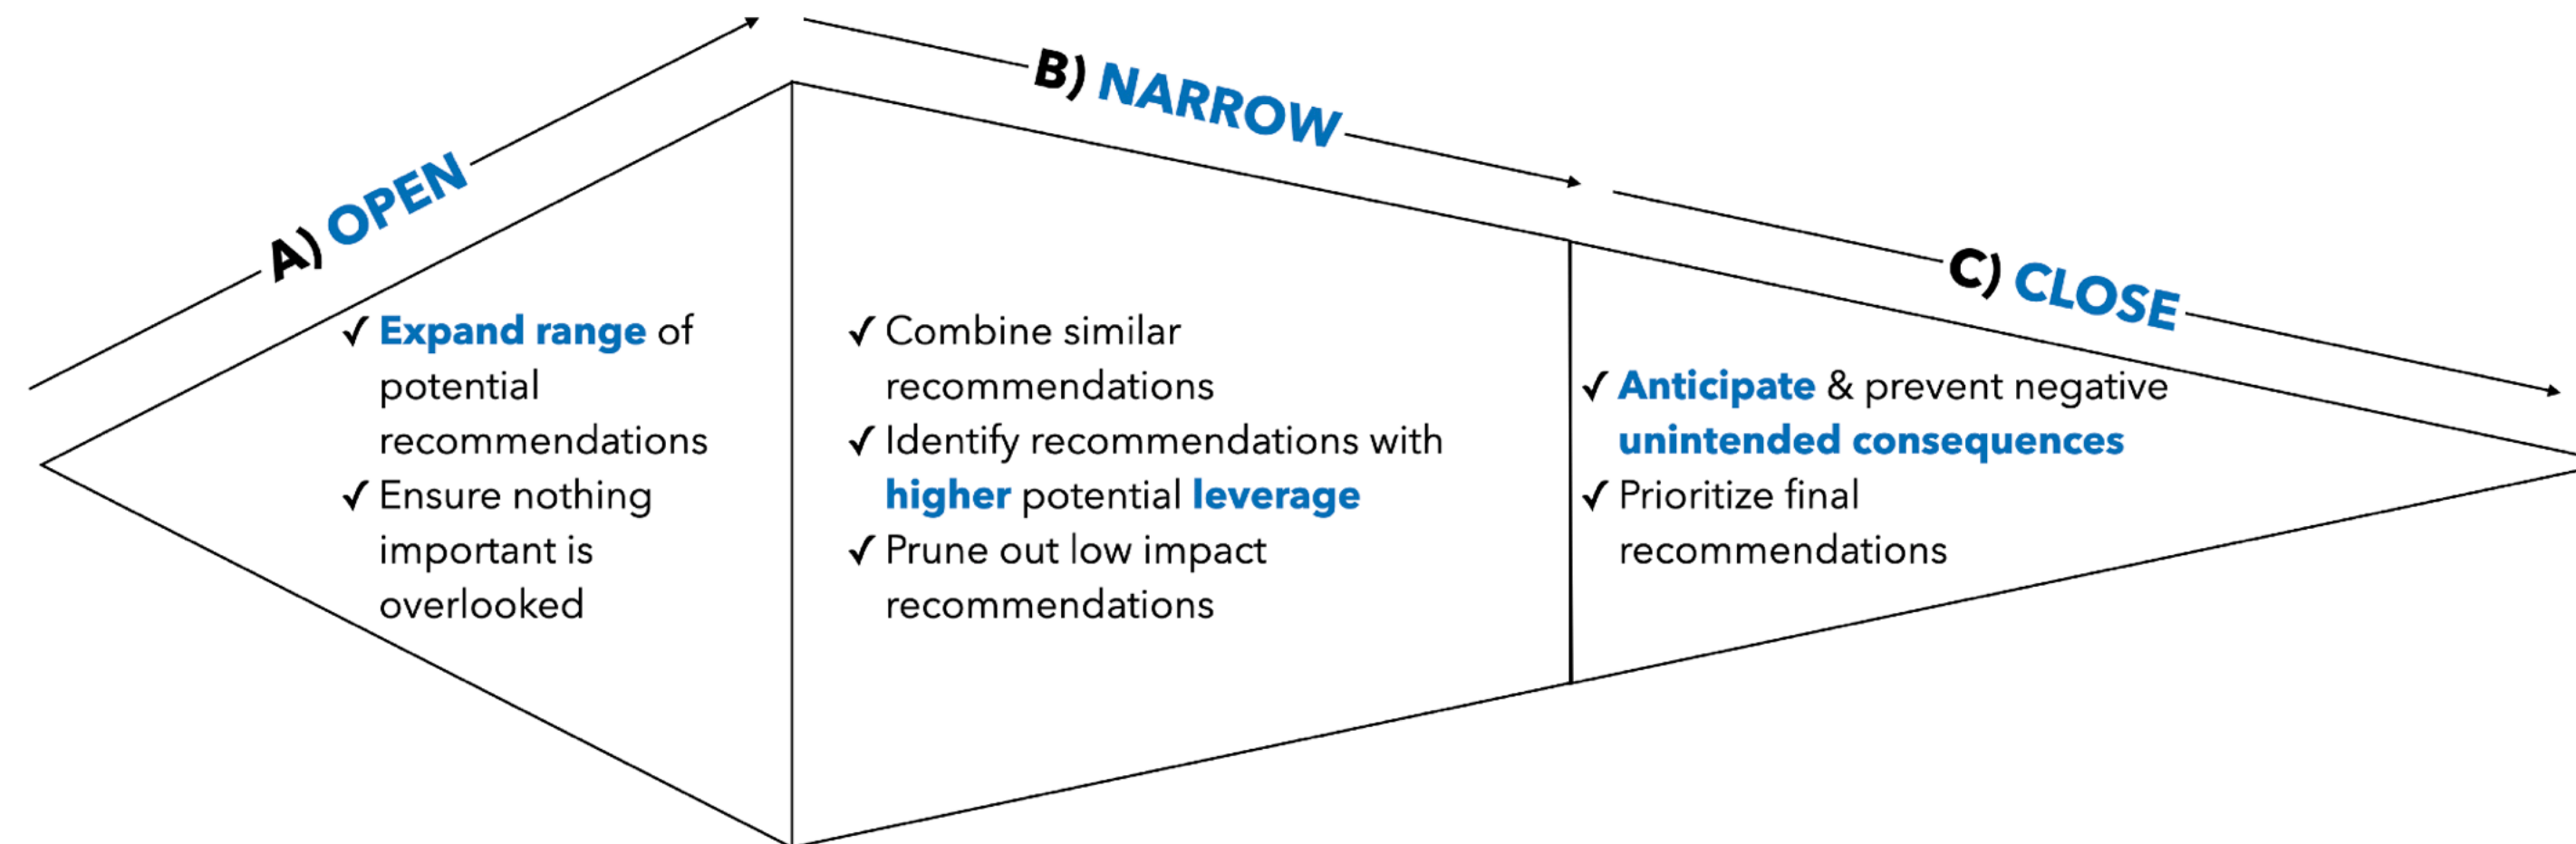 A) OPEN
B) NARROW
C) CLOSE
✓ Expand range of
potential
recommendations
✓ Ensure nothing
important is
overlooked
✓ Combine similar
recommendations
✓ Identify recommendations with
higher potential leverage
✓ Prune out low impact
recommendations
✓ Anticipate & prevent negative
unintended consequences
✓ Prioritize final
recommendations